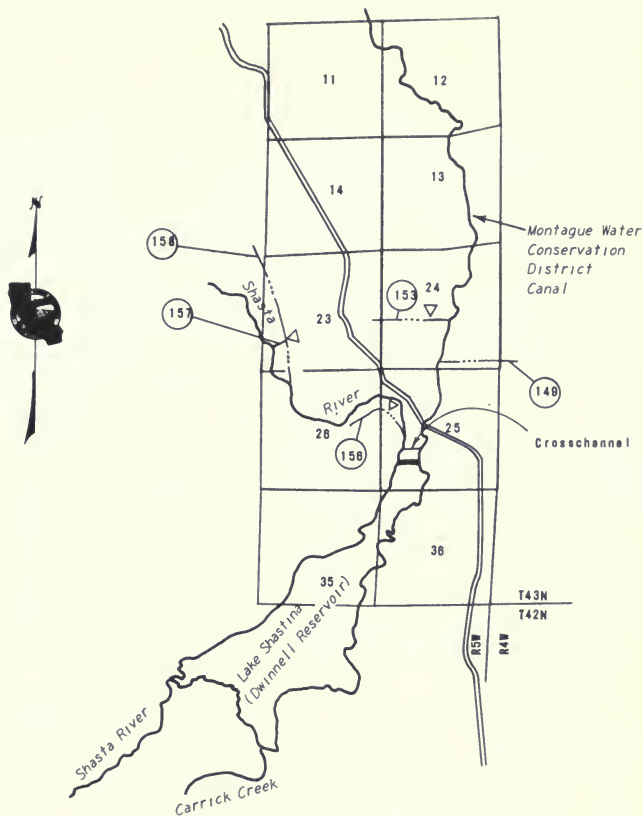 11
12
14
13
N
Montague Water
Conservation
District
Canal
158
Shasta
River
23
24
157
153
149
26
25
156
Crosschannel
35
36
Lake Shastina
(Dwinnell Reservoir)
T43N
T42N
R5W
R4W
Shasta River
Carrick Creek